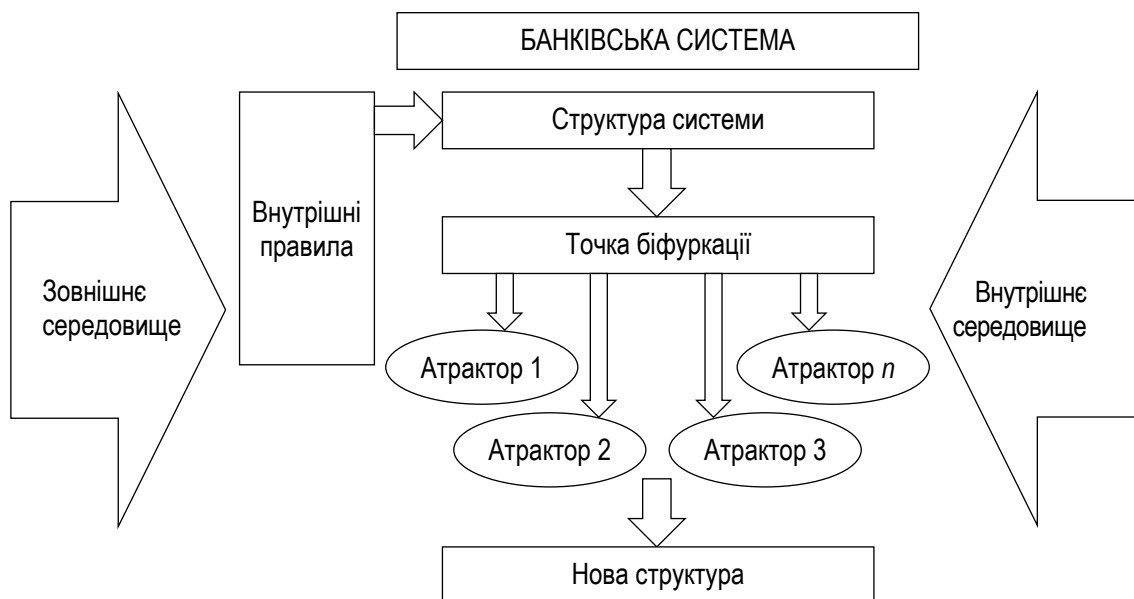 БАНКІВСЬКА СИСТЕМА
Структура системи
Внутрішні
правила
Точка біфуркації
Зовнішнє
середовище
Внутрішнє
середовище
Атрактор 1
Атрактор n
Атрактор 2
Атрактор 3
Нова структура